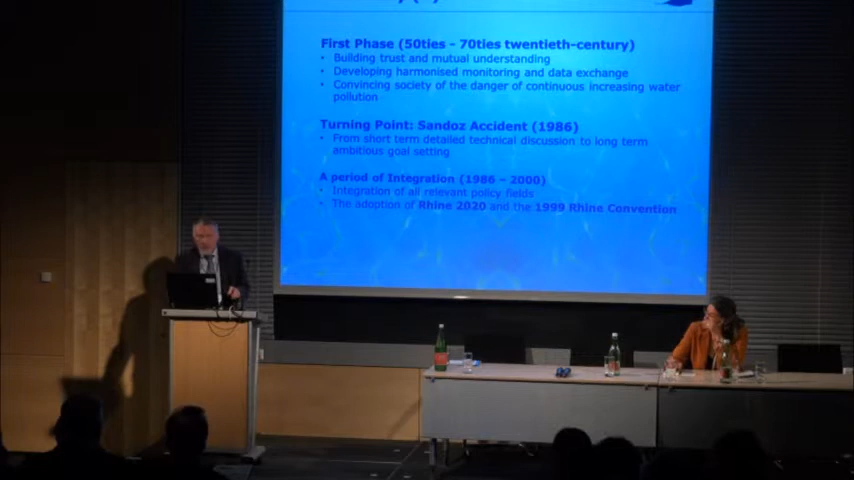 First Phase (50ties - 70ties twentieth-century)
• Building trust and mutual understanding
• Developing harmonised monitoring and data exchange
• Convincing society of the danger of continuous increasing water
pollution
Turning Point: Sandoz Accident (1986)
• From short term detailed technical discussion to long term
ambitious goal setting
A period of Integration (1986 - 2000)
• Integration of all relevant policy fields
• The adoption of Rhine 2020 and the 1999 Rhine Convention